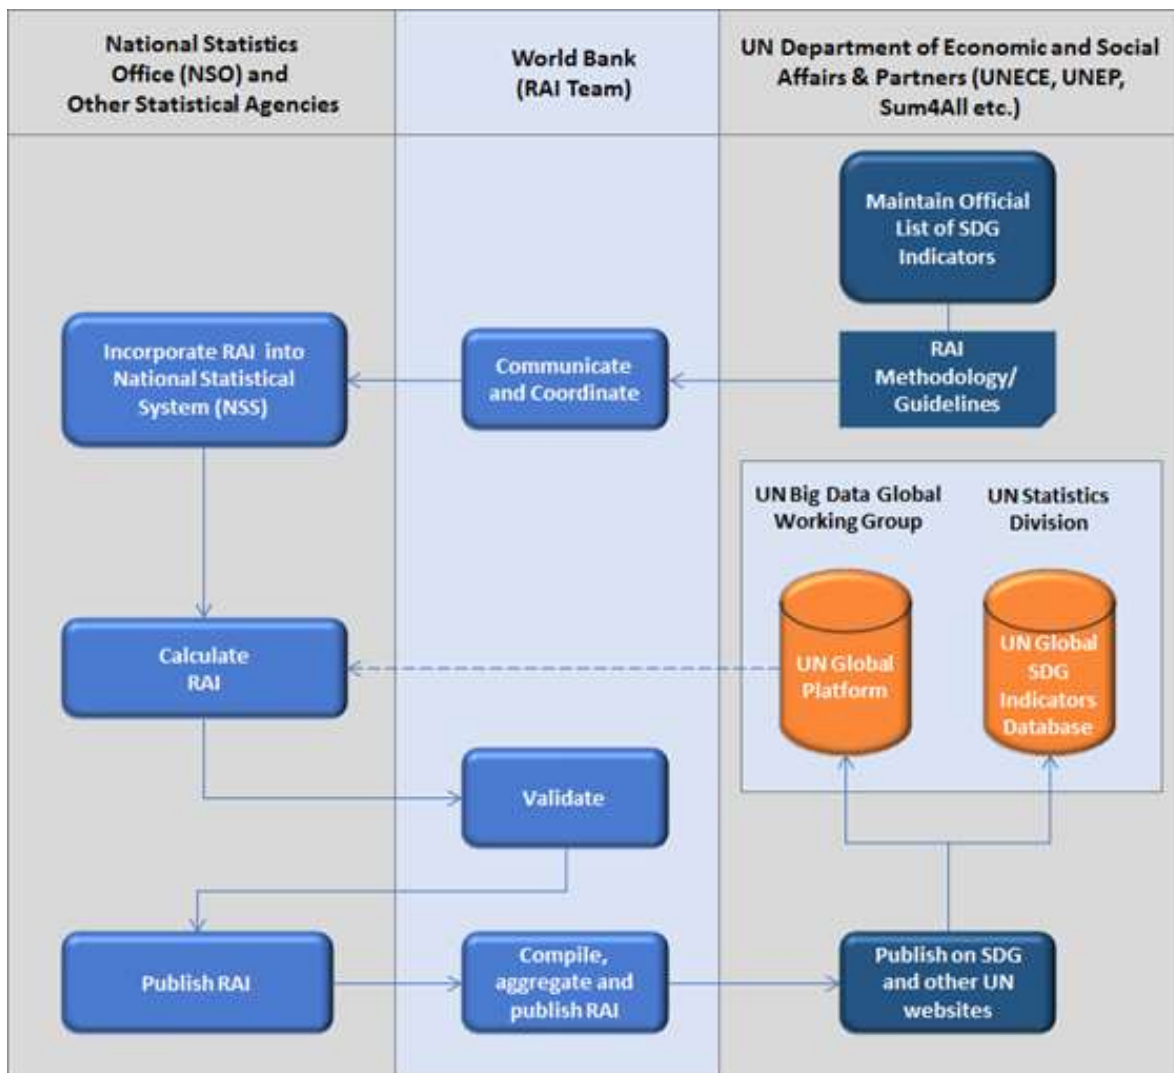 National Statistics
Office (NSO) and
Other Statistical Agencies
World Bank
(RAI Team)
UN Department of Economic and Social
Affairs & Partners (UNECE, UNEP,
Sum4All etc.)
Maintain Official
List of SDG
Indicators
RAI
Methodology/
Guidelines
Communicate
and Coordinate
Incorporate RAI into
National Statistical
System (NSS)
UN Big Data Global
Working Group
UN Statistics
Division
UN Global
Platform
UN Global
SDG
Indicators
Database
Calculate
RAI
Validate
Publish RAI
Compile,
aggregate and
publish RAI
Publish on SDG
and other UN
websites